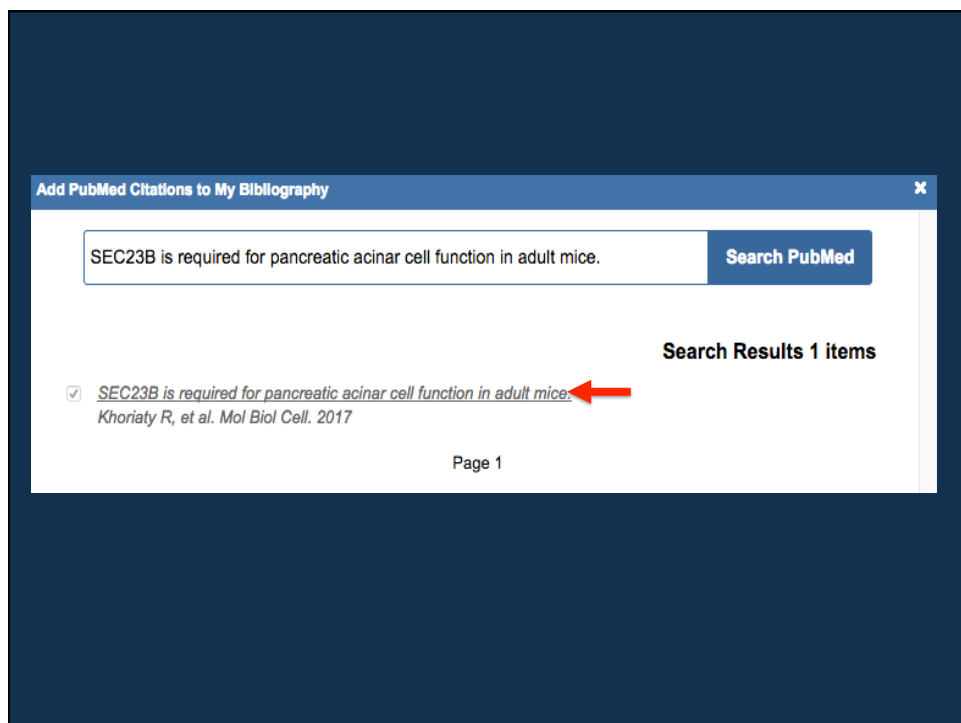 Add PubMed Citations to My Bibliography
SEC23B is required for pancreatic acinar cell function in adult mice.
Search PubMed
Search Results 1 items
SEC23B is required for pancreatic acinar cell function in adult mice.
Khoriaty R, et al. Mol Biol Cell. 2017
Page 1